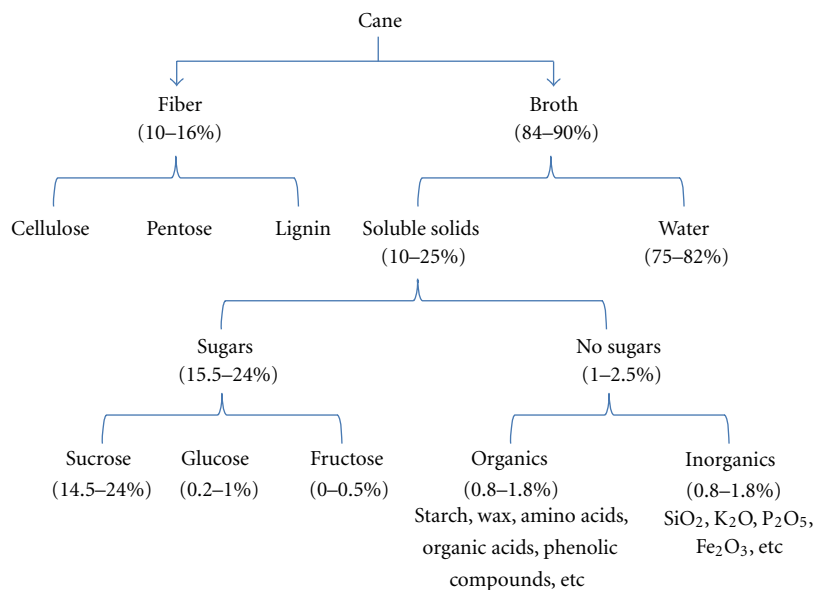 Cane
Fiber
(10–16%)
Broth
(84–90%)
Cellulose
Pentose
Lignin
Soluble solids
(10–25%)
Water
(75–82%)
Sugars
(15.5–24%)
No sugars
(1–2.5%)
Sucrose
(14.5–24%)
Glucose
(0.2–1%)
Fructose
(0–0.5%)
Organics
(0.8–1.8%)
Starch, wax, amino acids,
organic acids, phenolic
compounds, etc
Inorganics
(0.8–1.8%)
SiO₂, K₂O, P₂O₅,
Fe₂O₃, etc